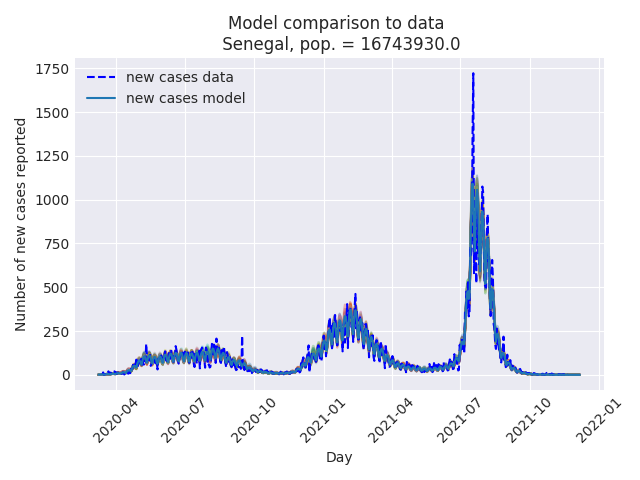 Model comparison to data
Senegal, pop. = 16743930.0
new cases data
new cases model
Number of new cases reported
1750
1500
1250
1000
750
500
250
0
2020-04
2020-07
2020-10
2021-01
2021-04
2021-07
2021-10
2022-01
Day